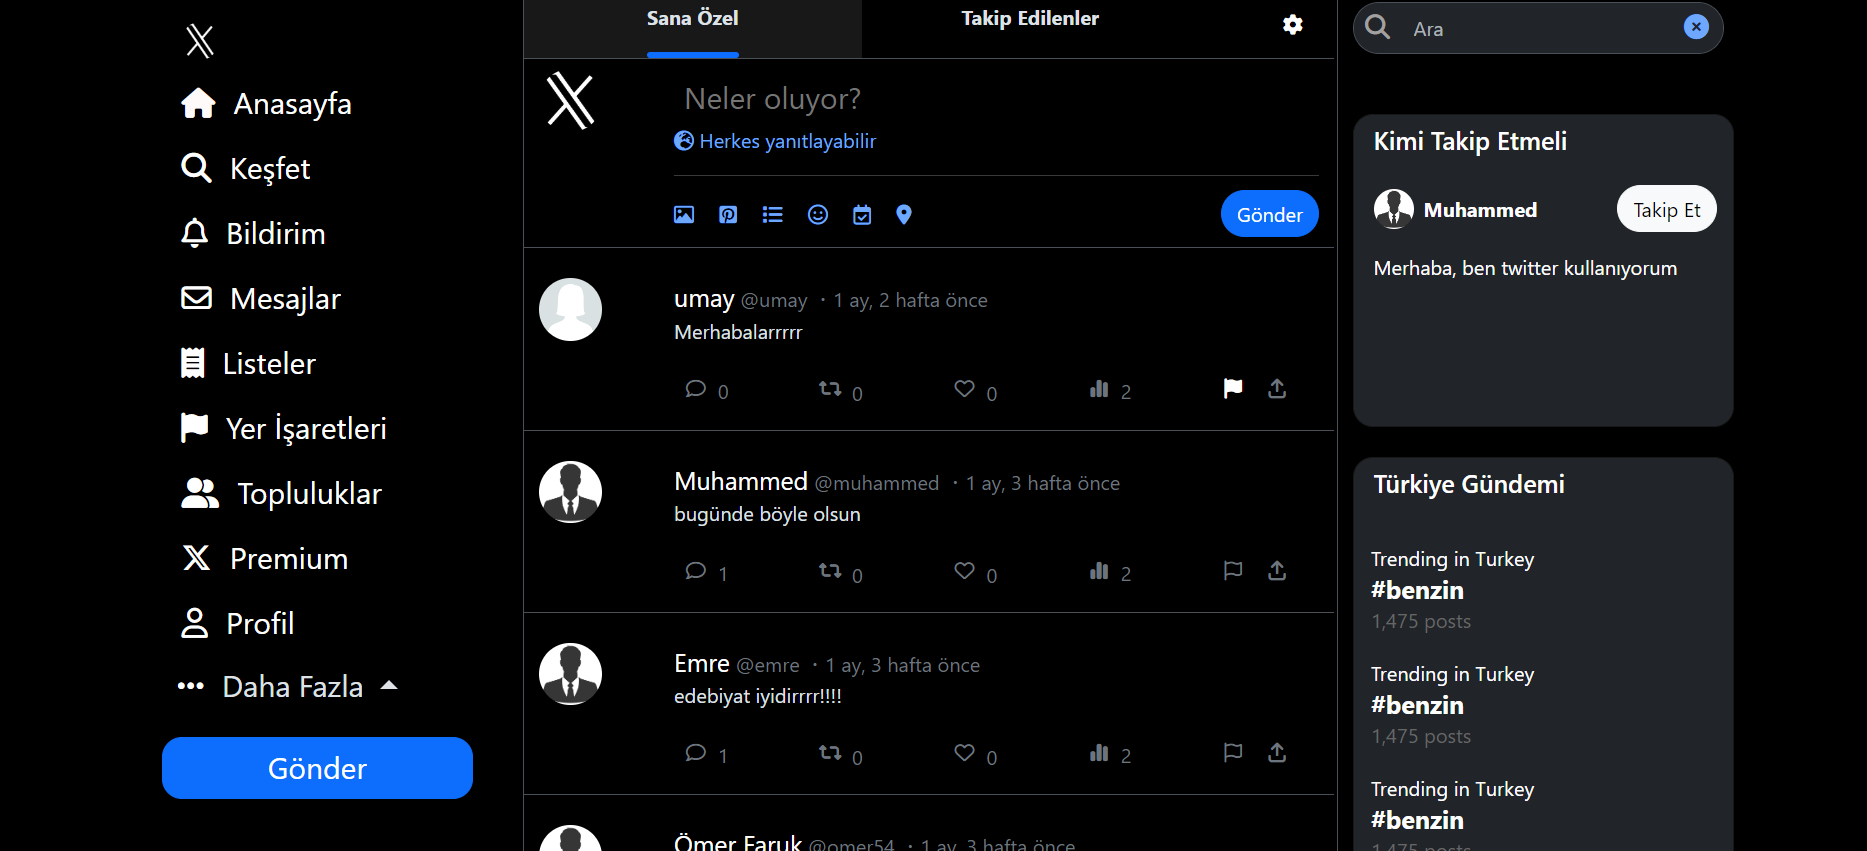 Anasayfa
Keşfet
Bildirim
Mesajlar
Listeler
Yer İşaretleri
Topluluklar
Premium
Profil
Daha Fazla
Gönder
Sana Özel
Takip Edilenler
Neler oluyor?
Herkes yanıtlayabilir
Gönder
umay @umay · 1 ay, 2 hafta önce
Merhabalarrrrr
0 0 0 2
Muhammed @muhammed · 1 ay, 3 hafta önce
bugünde böyle olsun
1 0 0 2
Emre @emre · 1 ay, 3 hafta önce
edebiyat iyidirrrr!!!!
1 0 0 2
Ömer Faruk @omer54 · 1 ay, 3 hafta önce
Ara
Kimi Takip Etmeli
Muhammed
Takip Et
Merhaba, ben twitter kullanıyorum
Türkiye Gündemi
Trending in Turkey
#benzin
1,475 posts
Trending in Turkey
#benzin
1,475 posts
Trending in Turkey
#benzin
1,475 posts